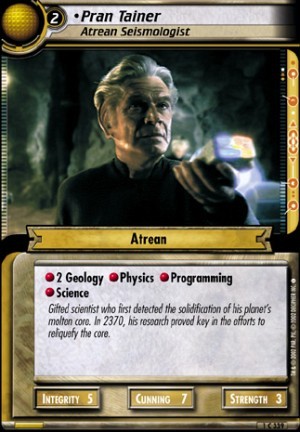 2
•Pran Tainer
Atrean Seismologist
Atrean
2 Geology Physics Programming
Science
Gifted scientist who first detected the solidification of his planet's
molton core. In 2370, his research proved key in the efforts to
reliquefy the core.
INTEGRITY 5 CUNNING 7 STRENGTH 3